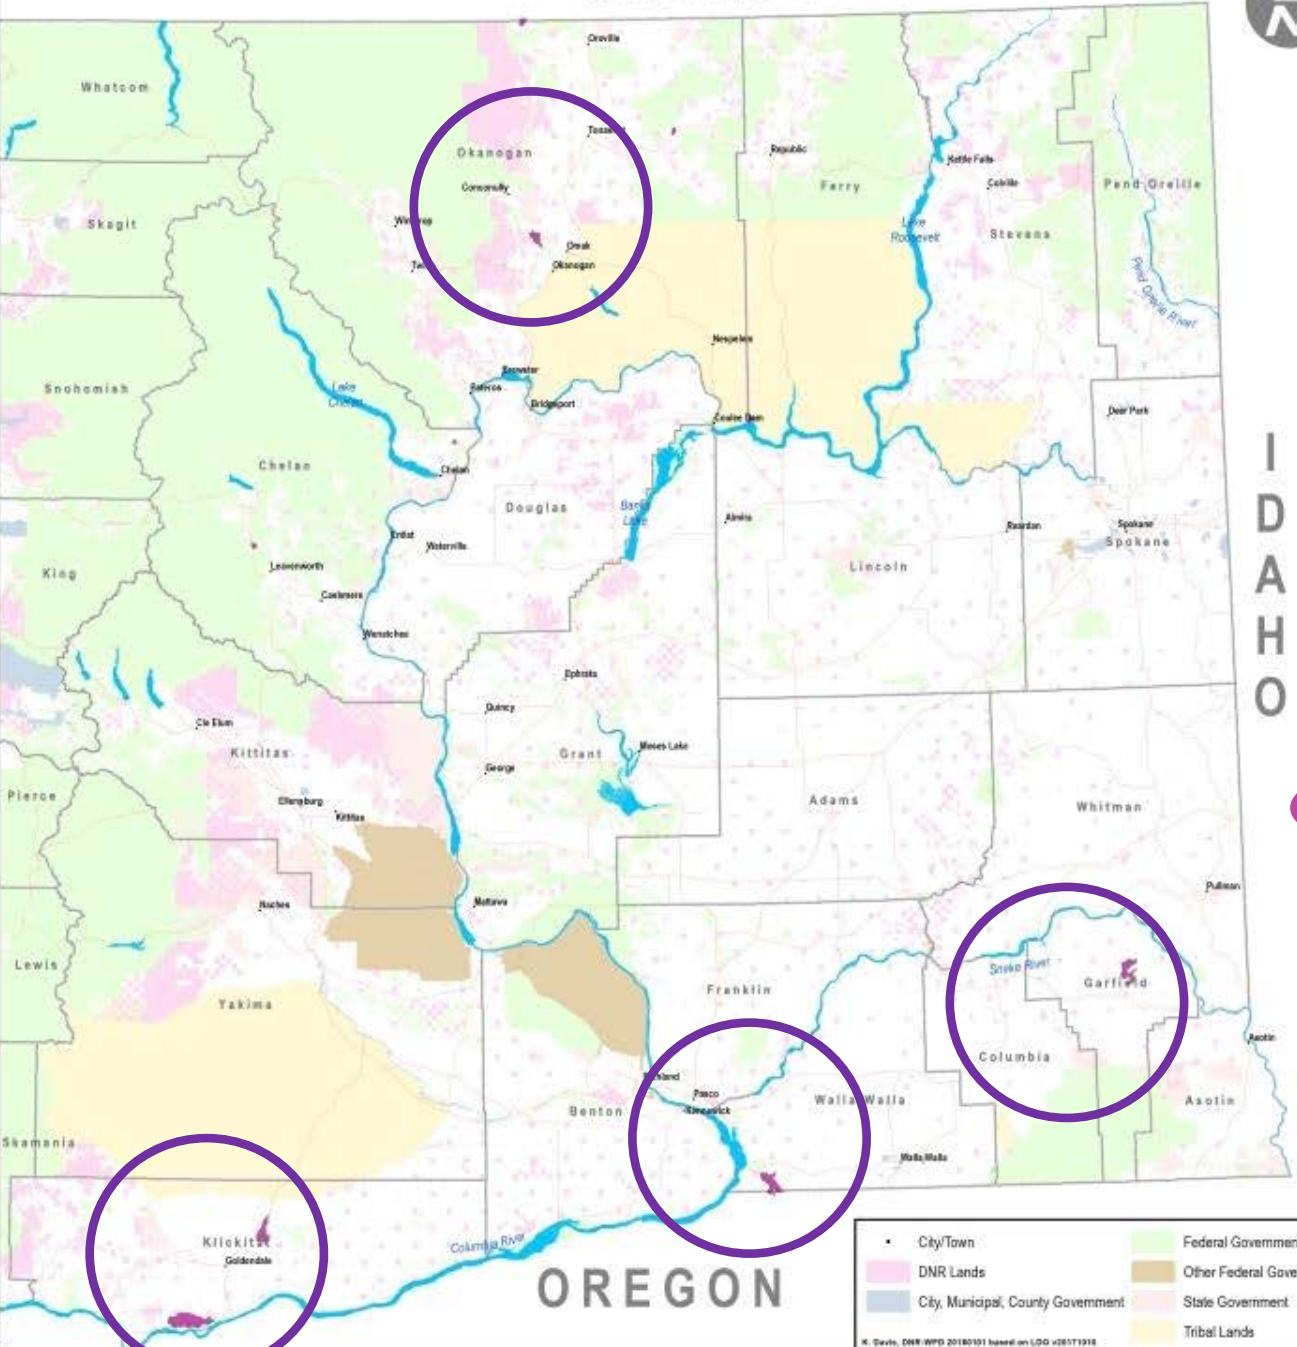 Oroville
Whatcom
Okanogan
Republic
Kettle Falls
Conconully
Colville
Ferry
Pend Oreille
Skagit
Lake
Roosevelt
Stevens
Omak
Okanogan
Pend Oreille River
Nespelem
Brewster
Pateros
Snohomish
Lake
Chelan
Bridgeport
Deer Park
Coulee Dam
Chelan
Chelan
Douglas
Banks
Lake
Almira
Reardan
Spokane
Entiat
Waterville
Spokane
IDAHO
King
Leavenworth
Lincoln
Cashmere
Wenatchee
Ephrata
Quincy
Cle Elum
Kittitas
Grant
Moses Lake
George
Pierce
Ellensburg
Kittitas
Adams
Whitman
Pullman
Naches
Mattawa
Lewis
Snake River
Yakima
Franklin
Garfield
Asotin
Columbia
Pasco
Kennewick
Benton
Walla Walla
Asotin
Skamania
Walla Walla
Klickitat
Goldendale
Columbia River
OREGON
City/Town
DNR Lands
City, Municipal, County Government
Federal Governmen
Other Federal Gove
State Government
Tribal Lands